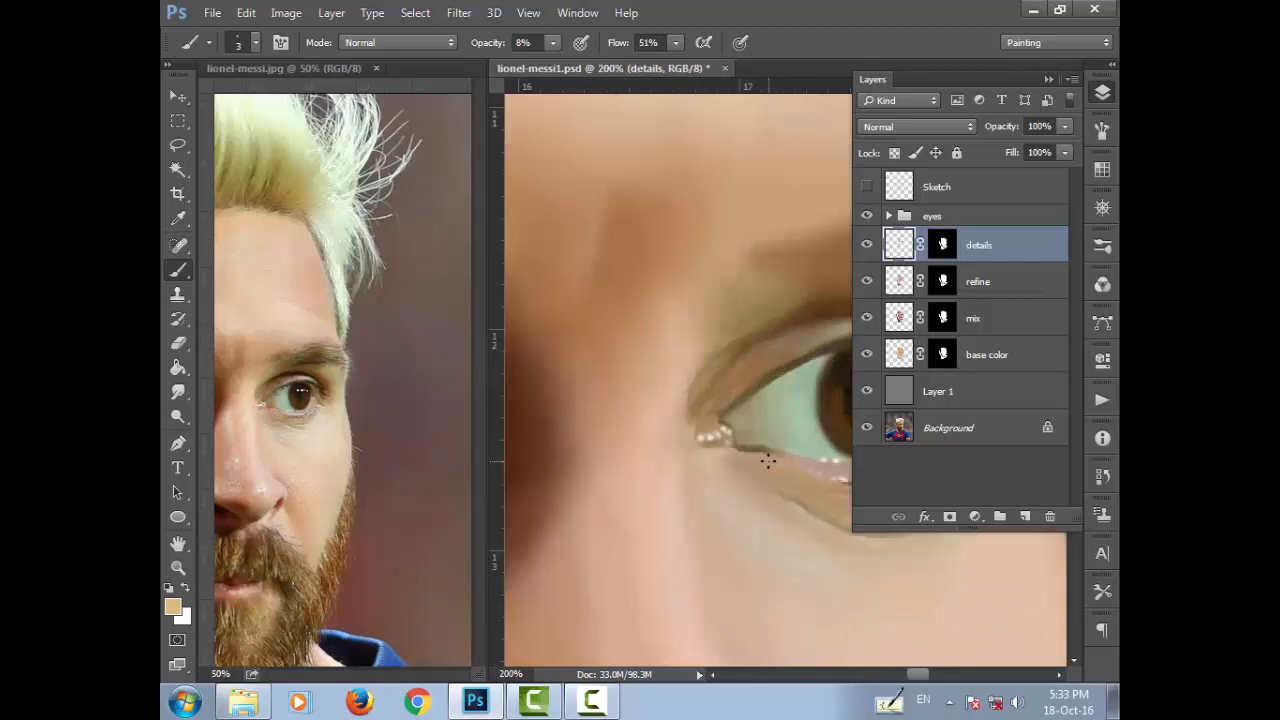 Ps File Edit Image Layer Type Select Filter 3D View Window Help
3 Mode: Normal Opacity: 8% Flow: 51% Painting
lionel-messi.jpg @ 50% (RGB/8) × lionel-messi1.psd @ 200% (details, RGB/8) * ×
Layers
16 17
Kind T
Normal Opacity: 100%
Lock: Fill: 100%
Sketch
eyes
details
refine
mix
base color
Layer 1
Background
fx
A
T
50% 200% Doc: 33.0M/98.3M
Ps C C EN 5:33 PM
18-Oct-16